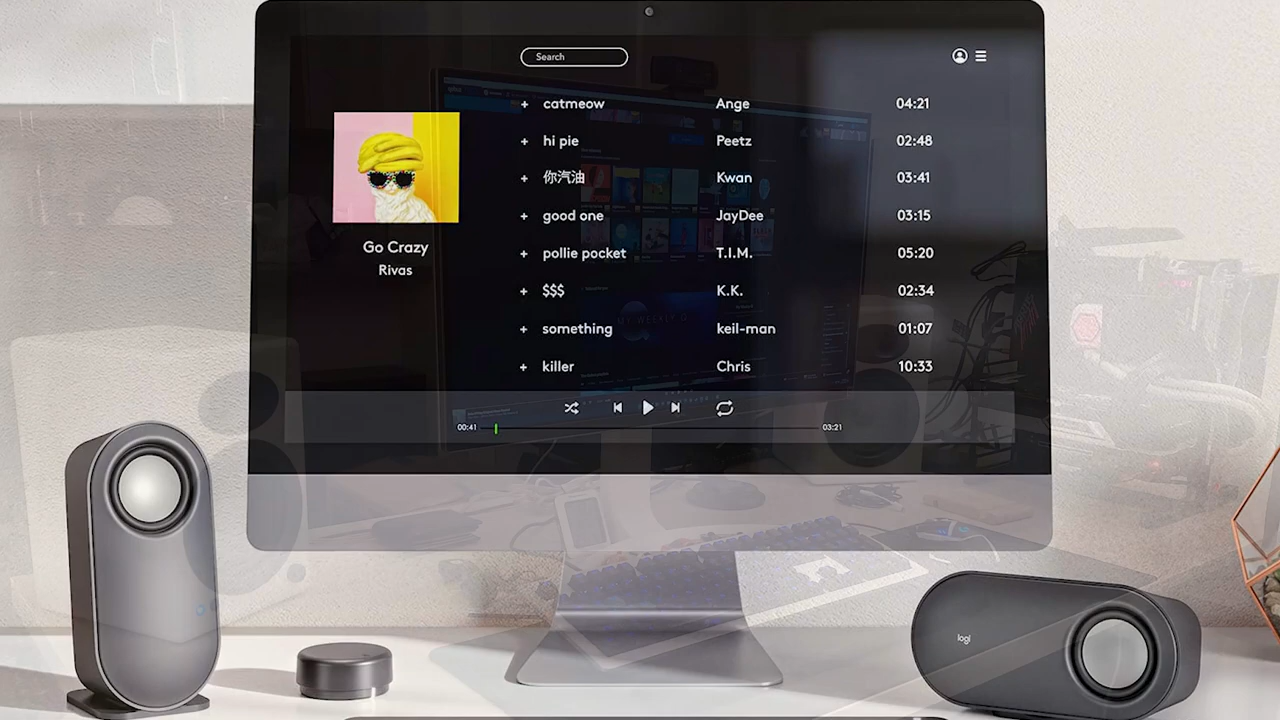 Search
+ catmeow Ange 04:21
+ hi pie Peetz 02:48
+ 你汽油 Kwan 03:41
+ good one JayDee 03:15
+ pollie pocket T.I.M. 05:20
+ $$$ K.K. 02:34
+ something keil-man 01:07
+ killer Chris 10:33
Go Crazy
Rivas
00:41 03:21
MY WEEKLY
logi